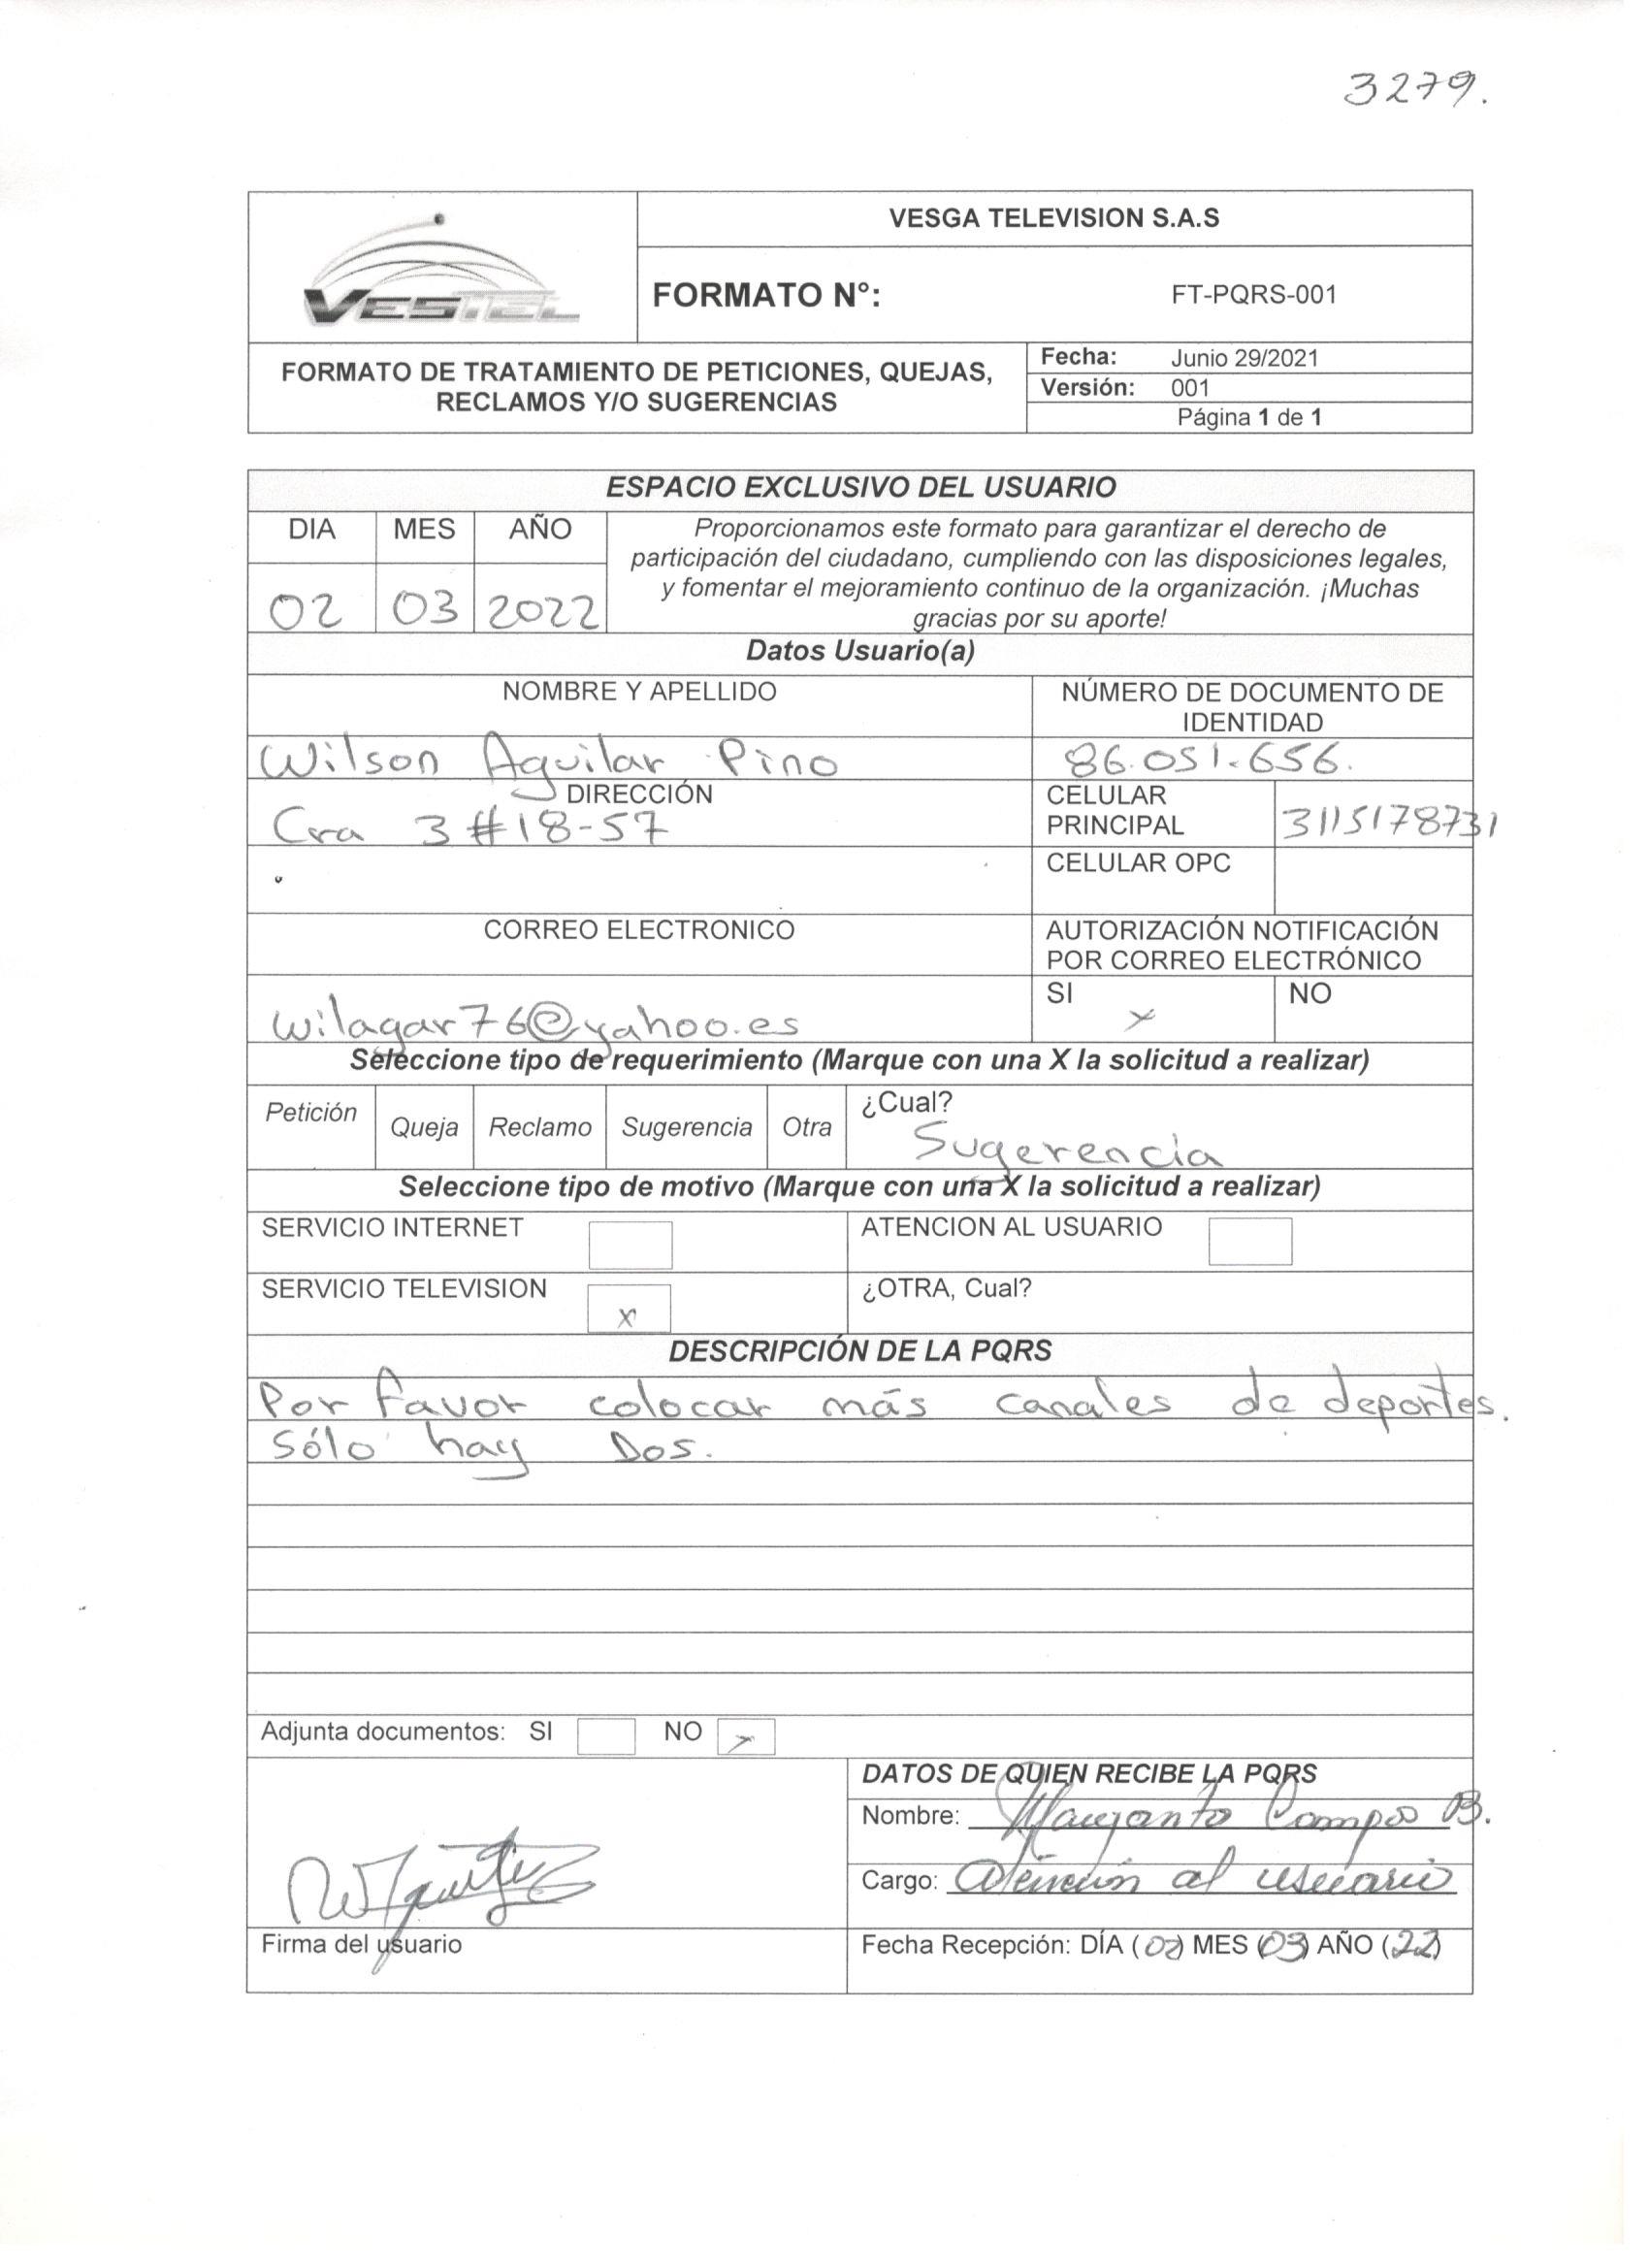 3279.
VESTEL
VESGA TELEVISION S.A.S
FORMATO N°: FT-PQRS-001
FORMATO DE TRATAMIENTO DE PETICIONES, QUEJAS,
RECLAMOS Y/O SUGERENCIAS
Fecha: Junio 29/2021
Versión: 001
Página 1 de 1
ESPACIO EXCLUSIVO DEL USUARIO
DIA MES AÑO
02 03 2022
Proporcionamos este formato para garantizar el derecho de
participación del ciudadano, cumpliendo con las disposiciones legales,
y fomentar el mejoramiento continuo de la organización. ¡Muchas
gracias por su aporte!
Datos Usuario(a)
NOMBRE Y APELLIDO
NÚMERO DE DOCUMENTO DE
IDENTIDAD
Wilson Aguilar Pino
86.051.656.
DIRECCIÓN
Cra 3 #18-57
CELULAR
PRINCIPAL
3115178731
CELULAR OPC
CORREO ELECTRONICO
AUTORIZACIÓN NOTIFICACIÓN
POR CORREO ELECTRÓNICO
wilagar76@yahoo.es
SI X NO
Seleccione tipo de requerimiento (Marque con una X la solicitud a realizar)
Petición Queja Reclamo Sugerencia Otra ¿Cual?
Sugerencia
Seleccione tipo de motivo (Marque con una X la solicitud a realizar)
SERVICIO INTERNET ATENCION AL USUARIO
SERVICIO TELEVISION X ¿OTRA, Cual?
DESCRIPCIÓN DE LA PQRS
Por favor colocar más canales de deportes.
Sólo hay Dos.
Adjunta documentos: SI NO X
DATOS DE QUIEN RECIBE LA PQRS
Nombre: Campos B.
Cargo: Atención al usuario
Firma del usuario
Fecha Recepción: DÍA (02) MES (03) AÑO (22)